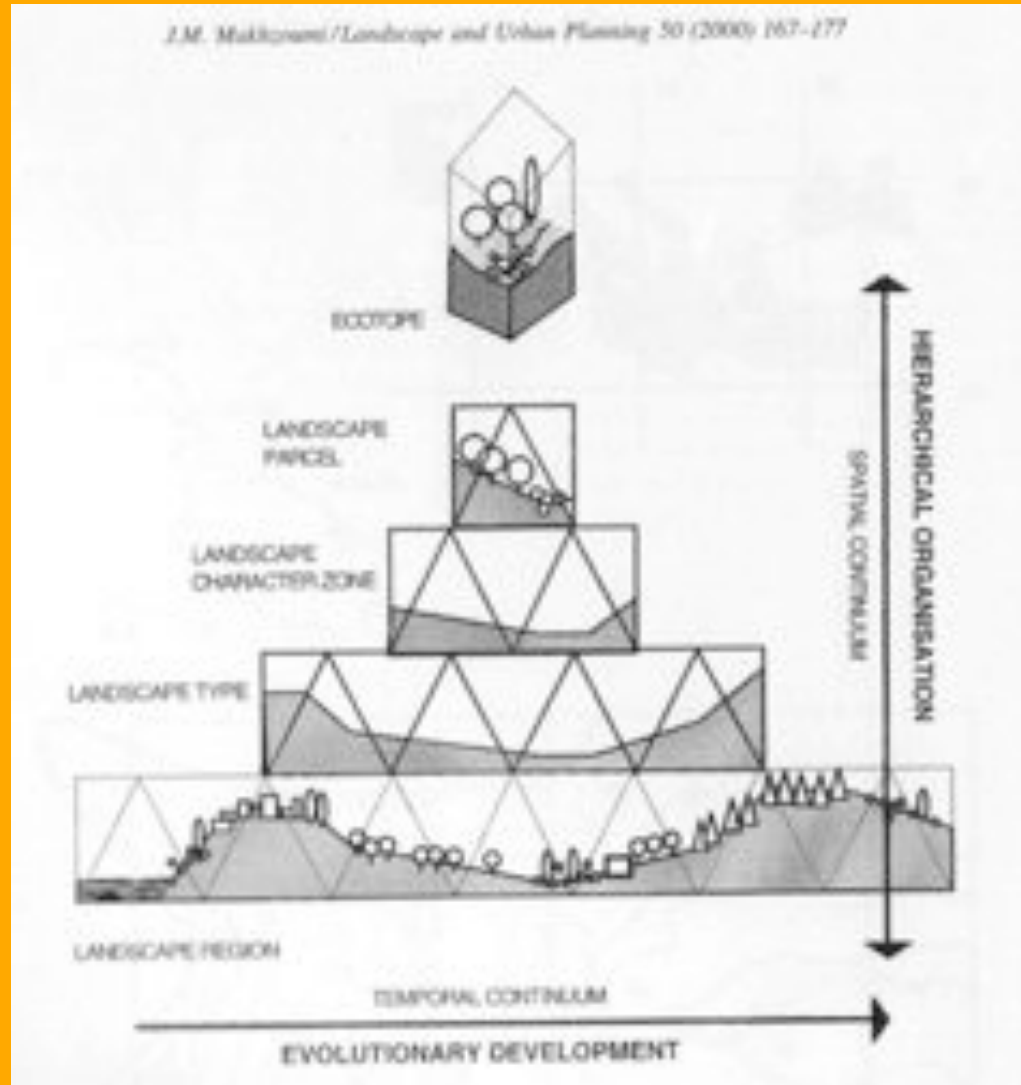 J.M. Makhzoumi / Landscape and Urban Planning 50 (2000) 167–177
ECOTOPE
LANDSCAPE
PARCEL
LANDSCAPE
CHARACTER ZONE
LANDSCAPE TYPE
LANDSCAPE REGION
HIERARCHICAL ORGANISATION
SPATIAL CONTINUUM
TEMPORAL CONTINUUM
EVOLUTIONARY DEVELOPMENT